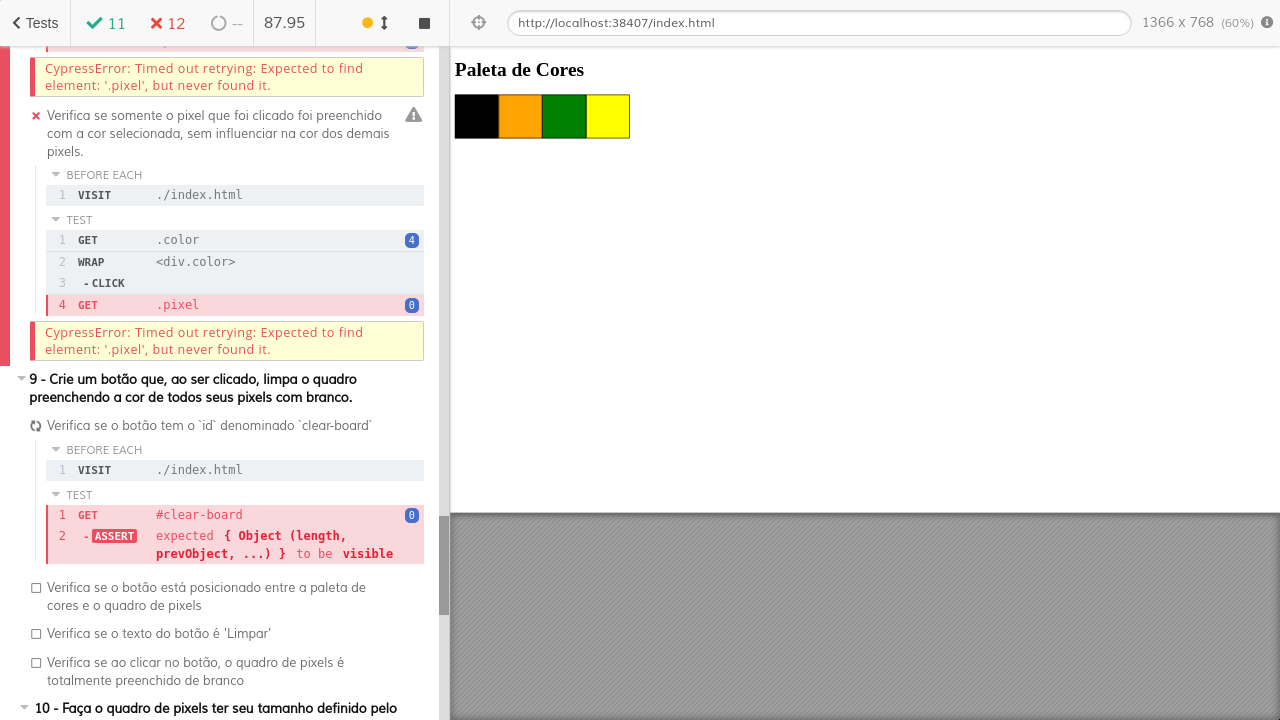 Tests 11 12 -- 87.95 http://localhost:38407/index.html 1366 x 768 (60%)
CypressError: Timed out retrying: Expected to find
element: '.pixel', but never found it.
Verifica se somente o pixel que foi clicado foi preenchido
com a cor selecionada, sem influenciar na cor dos demais
pixels.
BEFORE EACH
1 VISIT ./index.html
TEST
1 GET .color 4
2 WRAP <div.color>
3 -CLICK
4 GET .pixel 0
CypressError: Timed out retrying: Expected to find
element: '.pixel', but never found it.
9 - Crie um botão que, ao ser clicado, limpa o quadro
preenchendo a cor de todos seus pixels com branco.
Verifica se o botão tem o `id` denominado `clear-board`
BEFORE EACH
1 VISIT ./index.html
TEST
1 GET #clear-board 0
2 -ASSERT expected { Object (length,
prevObject, ...) } to be visible
Verifica se o botão está posicionado entre a paleta de
cores e o quadro de pixels
Verifica se o texto do botão é 'Limpar'
Verifica se ao clicar no botão, o quadro de pixels é
totalmente preenchido de branco
10 - Faça o quadro de pixels ter seu tamanho definido pelo
Paleta de Cores